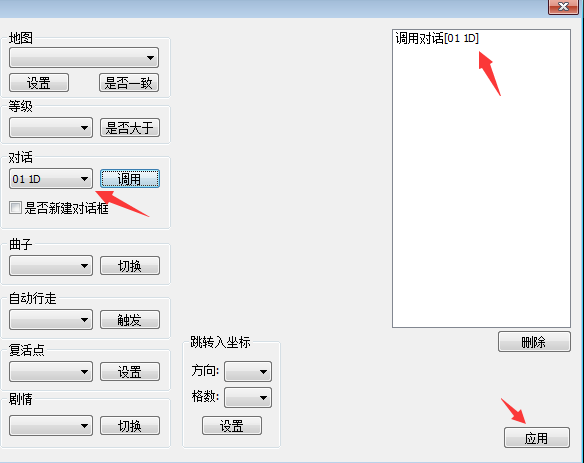 地图
设置 是否一致
等级
是否大于
对话
01 1D 调用
是否新建对话框
曲子
切换
自动行走
触发
复活点
设置
剧情
切换
跳转入坐标
方向:
格数:
设置
调用对话[01 1D]
删除
应用